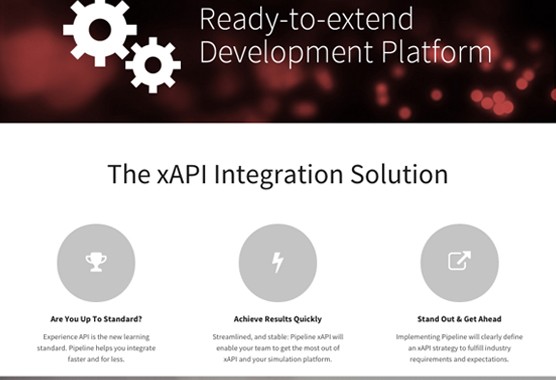 Ready-to-extend
Development Platform
The xAPI Integration Solution
Are You Up To Standard?
Experience API is the new learning
standard. Pipeline helps you integrate
faster and for less.
Achieve Results Quickly
Streamlined, and stable: Pipeline xAPI will
enable your team to get the most out of
xAPI and your simulation platform.
Stand Out & Get Ahead
Implementing Pipeline will clearly define
an xAPI strategy to fulfill industry
requirements and expectations.